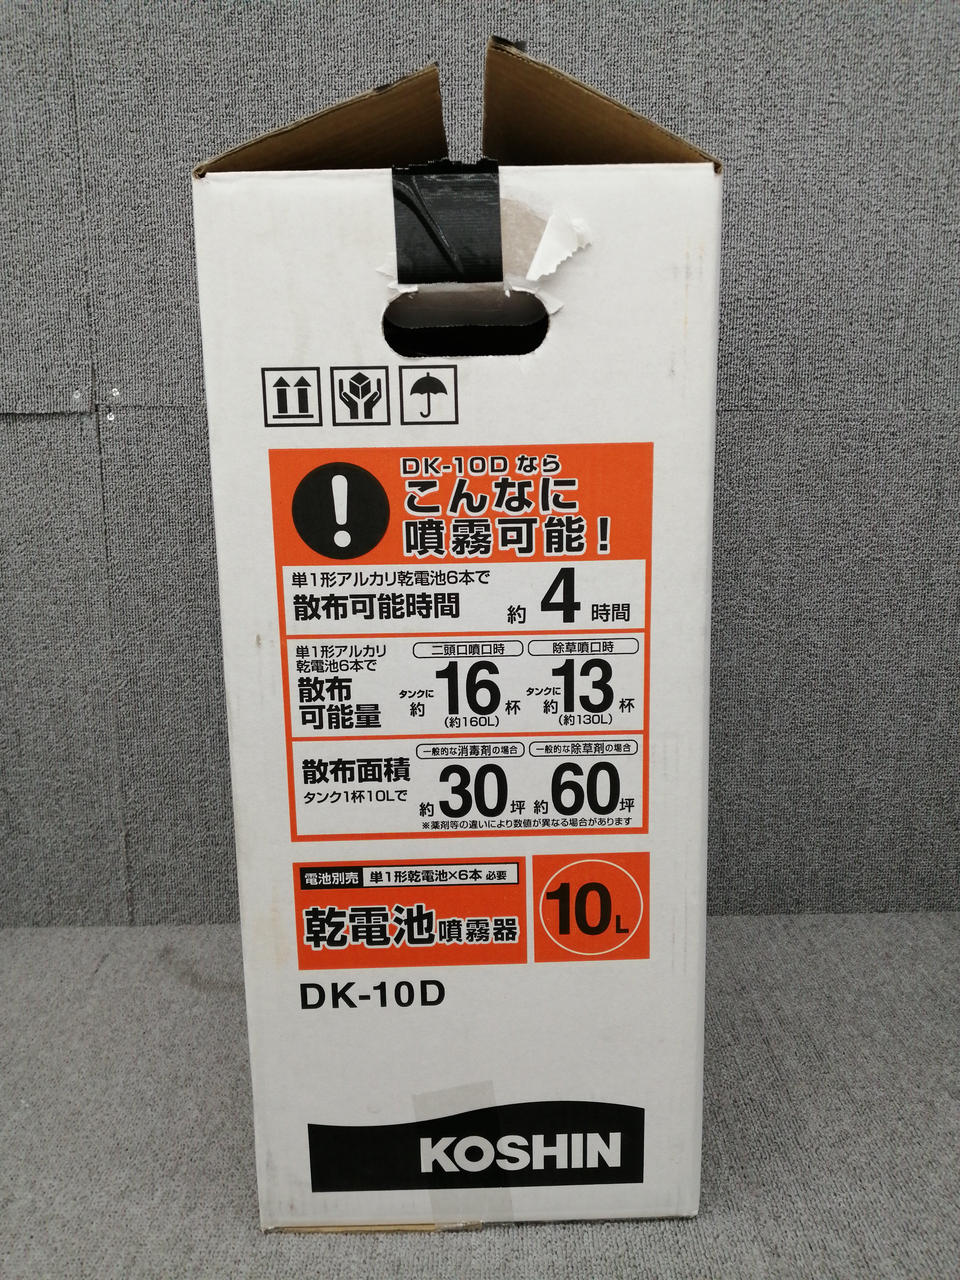 DK-10Dなら
こんなに
噴霧可能!
単1形アルカリ乾電池6本で
散布可能時間 約4時間
単1形アルカリ
乾電池6本で
散布
可能量
二頭口噴口時
タンクに
約16杯
(約160L)
除草噴口時
タンクに
約13杯
(約130L)
散布面積
タンク1杯10Lで
一般的な消毒剤の場合
約30坪
一般的な除草剤の場合
約60坪
※薬剤等の違いにより数値が異なる場合があります
電池別売 単1形乾電池×6本 必要
乾電池噴霧器
10L
DK-10D
KOSHIN